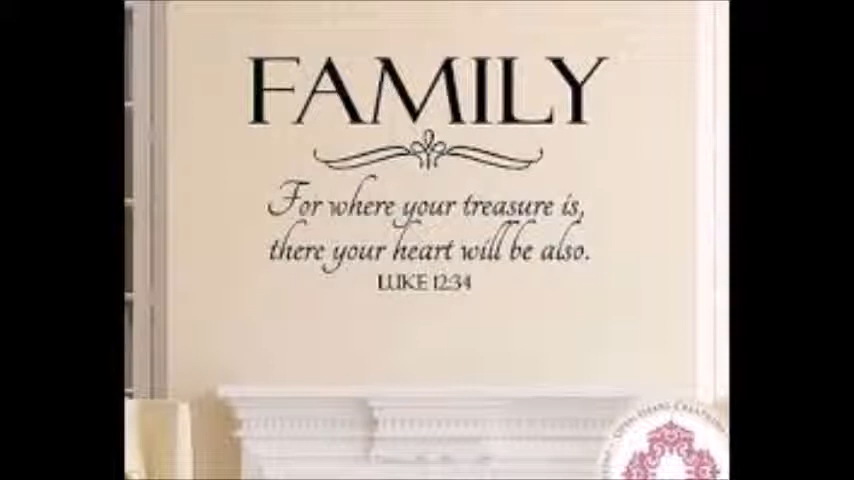 FAMILY
For where your treasure is,
there your heart will be also.
LUKE 12:34